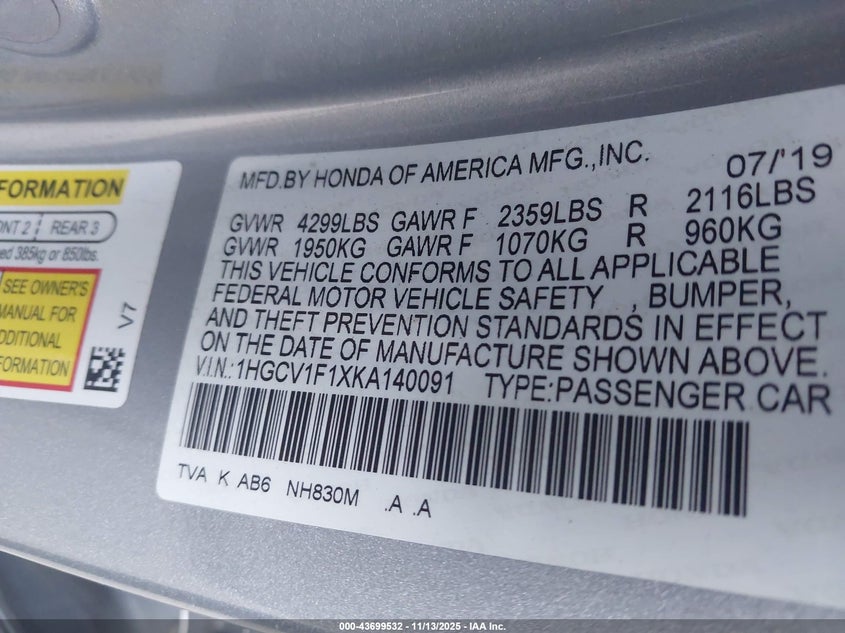 FORMATION
ONT 2 REAR 3
ed 385kg or 850lbs.
SEE OWNER'S
MANUAL FOR
ADDITIONAL
FORMATION
V7
MFD.BY HONDA OF AMERICA MFG.,INC. 07/'19
GVWR 4299LBS GAWR F 2359LBS R 2116LBS
GVWR 1950KG GAWR F 1070KG R 960KG
THIS VEHICLE CONFORMS TO ALL APPLICABLE
FEDERAL MOTOR VEHICLE SAFETY , BUMPER,
AND THEFT PREVENTION STANDARDS IN EFFECT
ON THE DATE OF MANUFACTURE SHOWN ABOVE.
V.I.N.:1HGCV1F1XKA140091 TYPE:PASSENGER CAR
TVA K AB6 NH830M .A .A
000-43699532 — 11/13/2025 — IAA Inc.